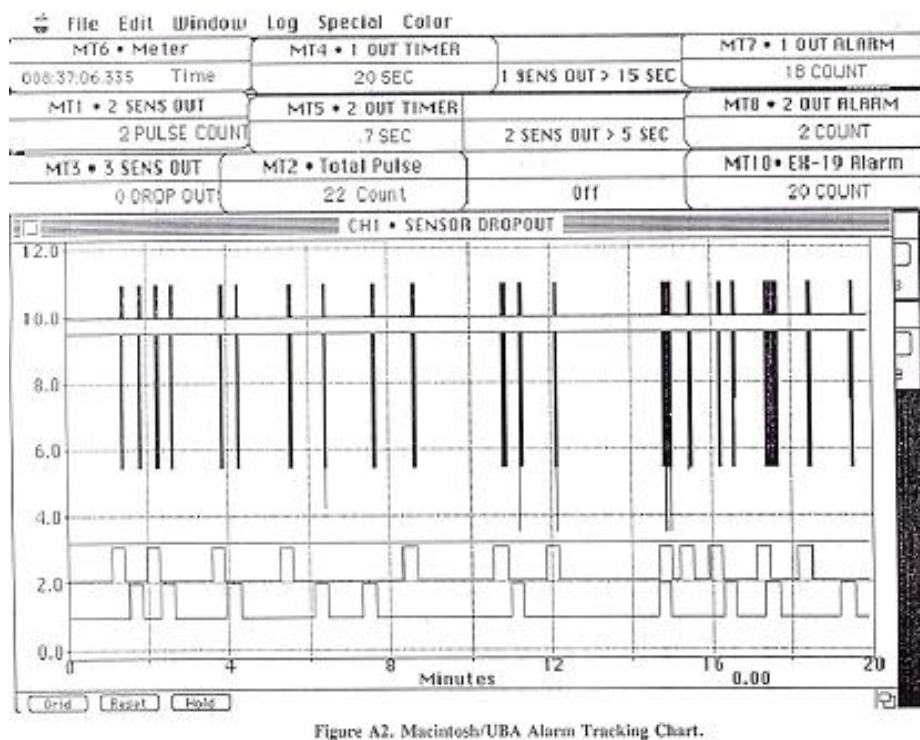 File Edit Window Log Special Color
MT6 • Meter
MT4 • 1 OUT TIMER
MT7 • 1 OUT ALARM
008:37:06.335 Time
20 SEC
1 SENS OUT > 15 SEC
18 COUNT
MT1 • 2 SENS OUT
MT5 • 2 OUT TIMER
MT8 • 2 OUT ALARM
2 PULSE COUNT
.7 SEC
2 SENS OUT > 5 SEC
2 COUNT
MT3 • 3 SENS OUT
MT2 • Total Pulse
MT10 • EX-19 Alarm
0 DROP OUT
22 Count
Off
20 COUNT
CH1 • SENSOR DROPOUT
12.0
10.0
8.0
6.0
4.0
2.0
0.0
0 4 8 12 16 20
Minutes 0.00
Grid Reset Hold
Figure A2. Macintosh/UBA Alarm Tracking Chart.